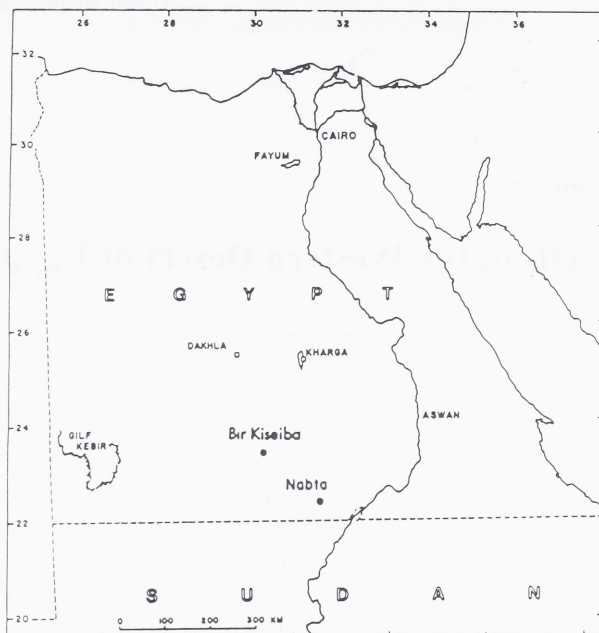 26 28 30 32 34 36
32
CAIRO
30
FAYUM
28
E G Y P T
26
DAKHLA
KHARGA
ASWAN
24
GILF
KEBIR
Bir Kiseiba
Nabta
22
S U D A N
20
0 100 200 300 KM